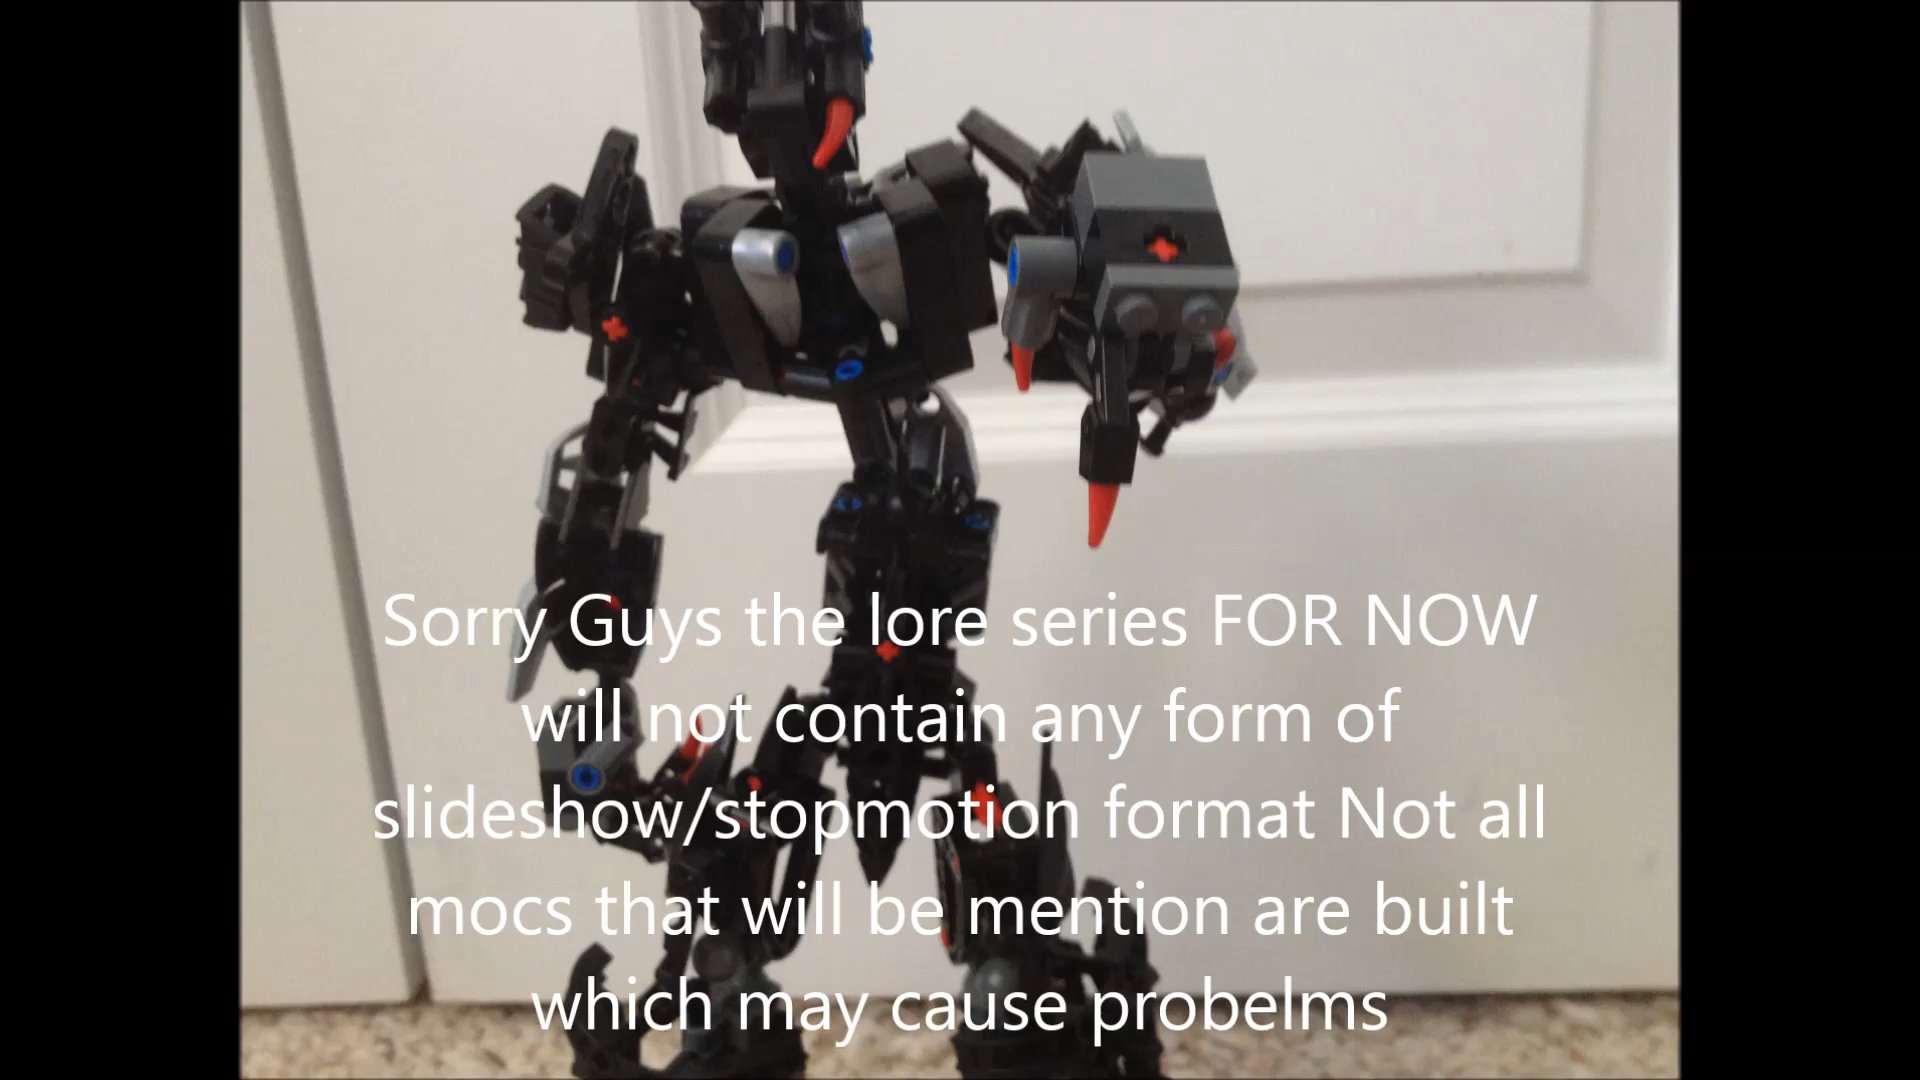 Sorry Guys the lore series FOR NOW
will not contain any form of
slideshow/stopmotion format Not all
mocs that will be mention are built
which may cause probelms